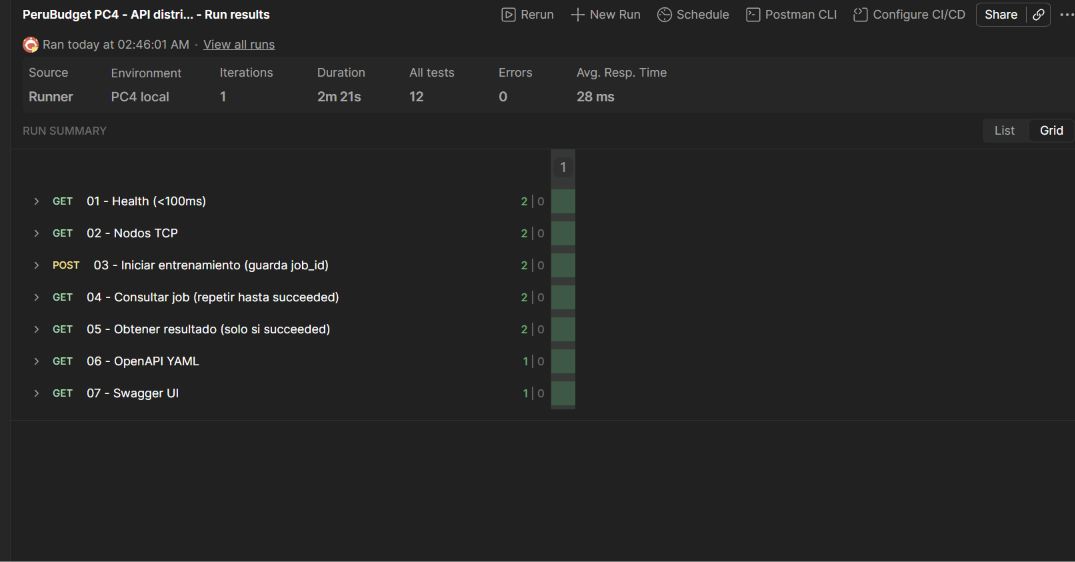 PeruBudget PC4 - API distri... - Run results
Rerun
New Run
Schedule
Postman CLI
Configure CI/CD
Share
Ran today at 02:46:01 AM · View all runs
Source Environment Iterations Duration All tests Errors Avg. Resp. Time
Runner PC4 local 1 2m 21s 12 0 28 ms
RUN SUMMARY
List Grid
1
GET 01 - Health (<100ms) 2 | 0
GET 02 - Nodos TCP 2 | 0
POST 03 - Iniciar entrenamiento (guarda job_id) 2 | 0
GET 04 - Consultar job (repetir hasta succeeded) 2 | 0
GET 05 - Obtener resultado (solo si succeeded) 2 | 0
GET 06 - OpenAPI YAML 1 | 0
GET 07 - Swagger UI 1 | 0